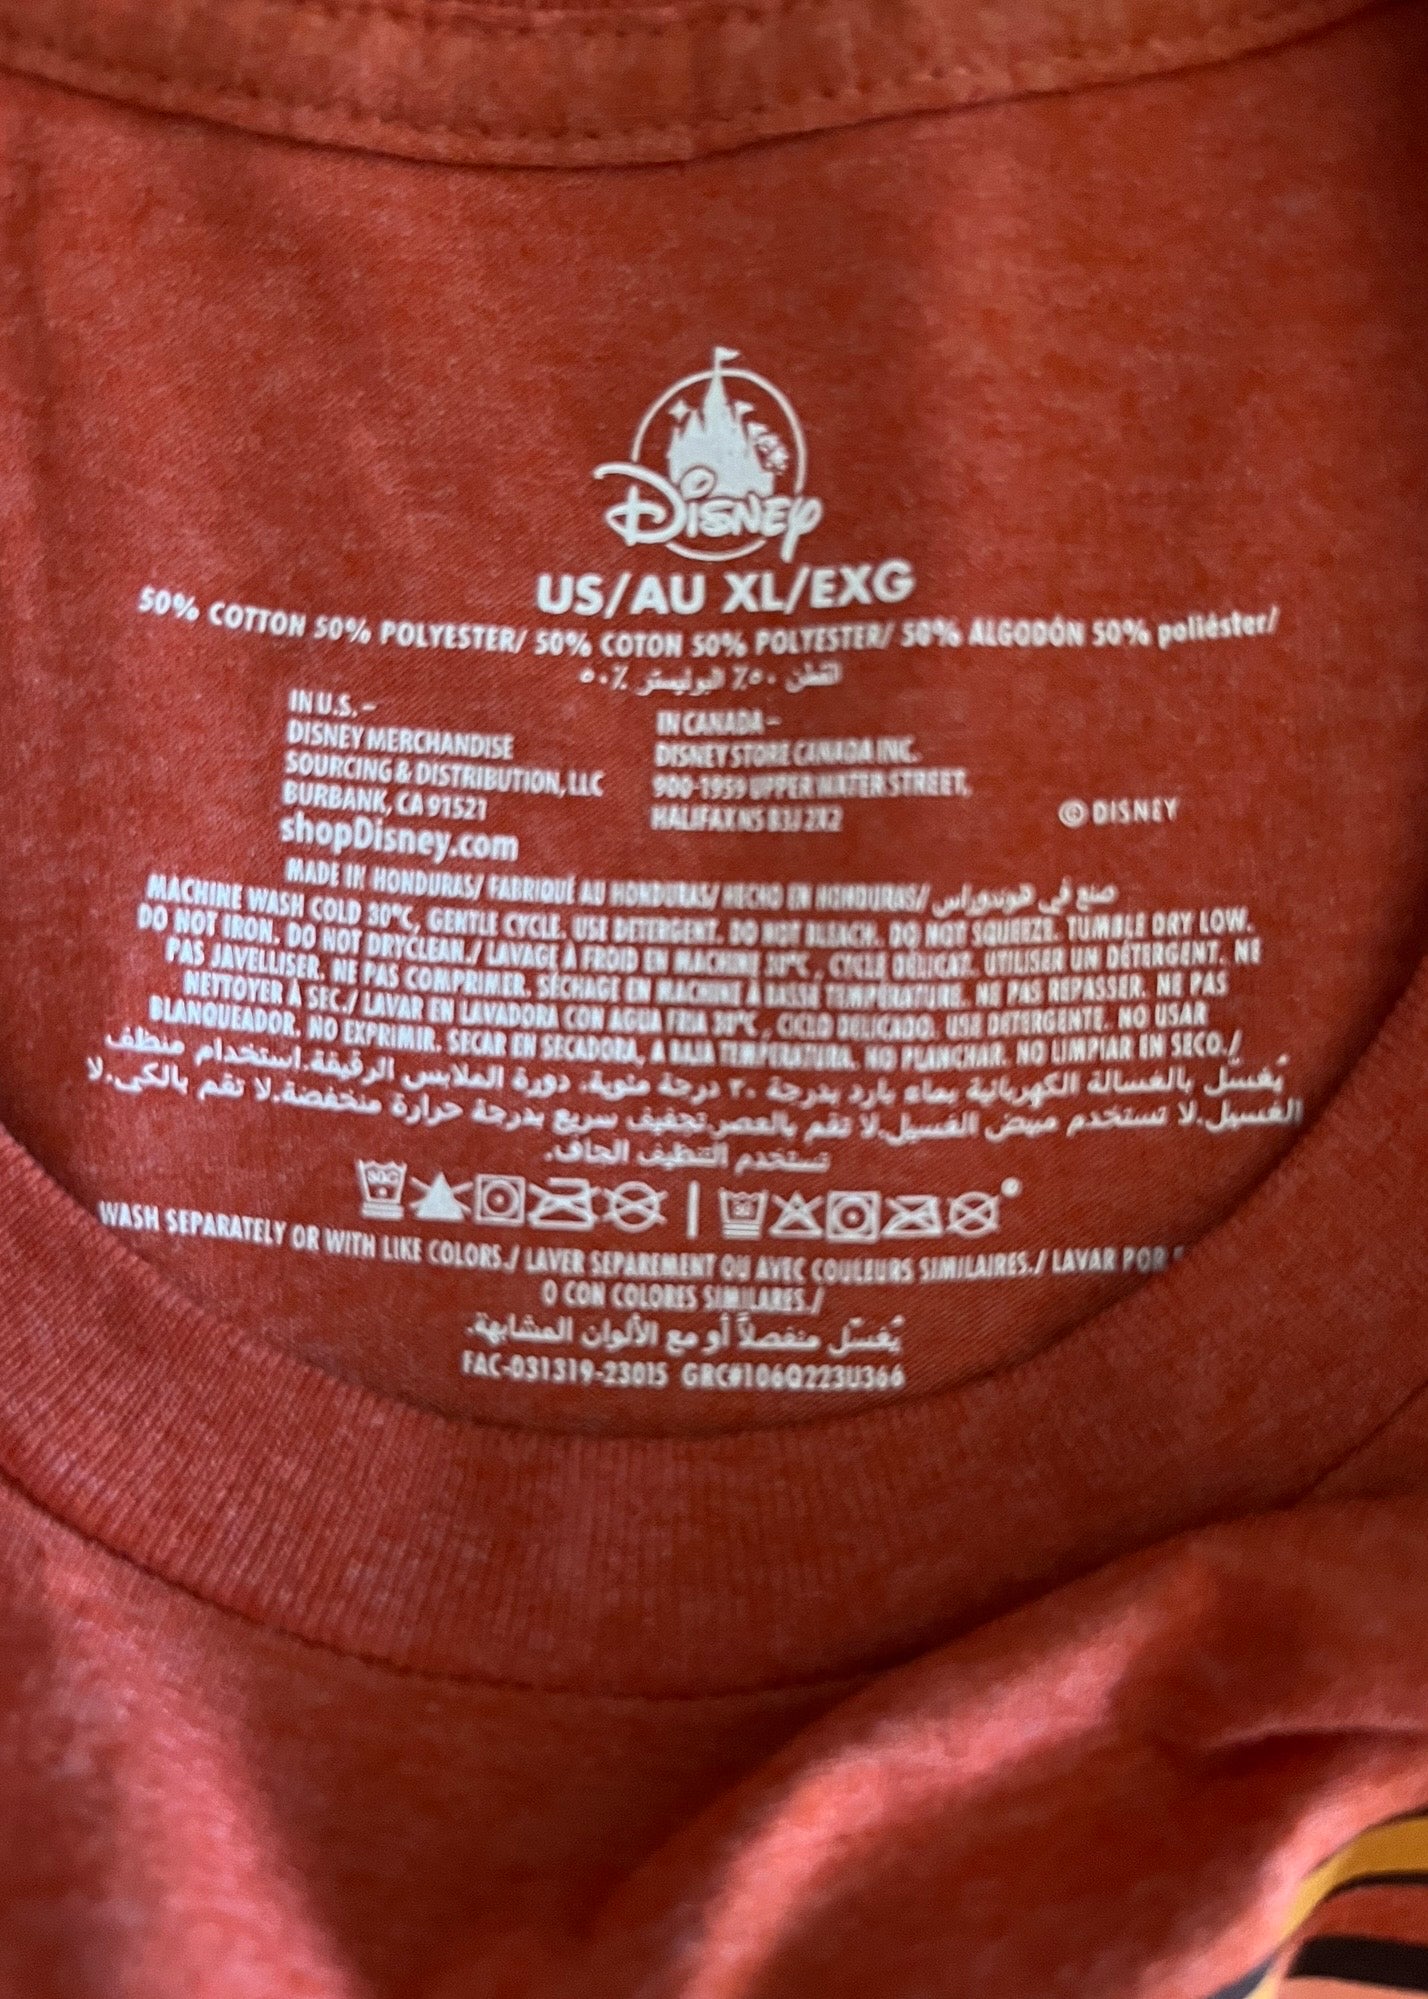 Disney
US/AU XL/EXG
50% COTTON 50% POLYESTER/ 50% COTON 50% POLYESTER/ 50% ALGODÓN 50% poliéster/
القطن ٥٠٪ البوليستر ٥٠٪
IN U.S. –
DISNEY MERCHANDISE
SOURCING & DISTRIBUTION, LLC
BURBANK, CA 91521
shopDisney.com
IN CANADA –
DISNEY STORE CANADA INC.
900-1959 UPPER WATER STREET,
HALIFAX NS B3J 2X2
© DISNEY
MADE IN HONDURAS/ FABRIQUÉ AU HONDURAS/ HECHO EN HONDURAS/ صنع في هوندوراس
MACHINE WASH COLD 30°C, GENTLE CYCLE. USE DETERGENT. DO NOT BLEACH. DO NOT SQUEEZE. TUMBLE DRY LOW.
DO NOT IRON. DO NOT DRYCLEAN./ LAVAGE À FROID EN MACHINE 30°C, CYCLE DÉLICAT. UTILISER UN DÉTERGENT. NE
PAS JAVELLISER. NE PAS COMPRIMER. SÉCHAGE EN MACHINE À BASSE TEMPÉRATURE. NE PAS REPASSER. NE PAS
NETTOYER À SEC./ LAVAR EN LAVADORA CON AGUA FRIA 30°C, CICLO DELICADO. USE DETERGENTE. NO USAR
BLANQUEADOR. NO EXPRIMIR. SECAR EN SECADORA, A BAJA TEMPERATURA. NO PLANCHAR. NO LIMPIAR EN SECO./
يُغسَّل بالغسالة الكهربائية بماء بارد بدرجة ٣٠ درجة مئوية، دورة الملابس الرقيقة.استخدام منظف
الغسيل.لا تستخدم مبيض الغسيل.لا تقم بالعصر.تجفيف سريع بدرجة حرارة منخفضة.لا تقم بالكي.لا
تستخدم التنظيف الجاف.
WASH SEPARATELY OR WITH LIKE COLORS./ LAVER SEPAREMENT OU AVEC COULEURS SIMILAIRES./ LAVAR POR
O CON COLORES SIMILARES./
يُغسَّل منفصلاً أو مع الألوان المشابهة.
FAC-031319-23015 GRC#106Q223U366